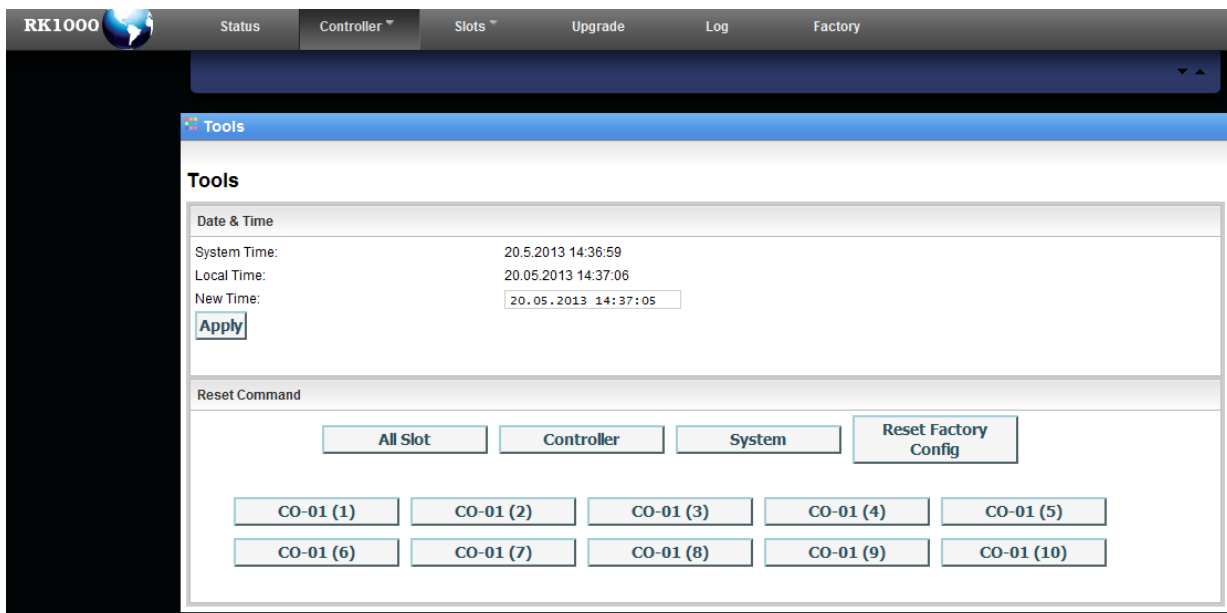 RK1000 Status Controller Slots Upgrade Log Factory
Tools
Tools
Date & Time
System Time: 20.5.2013 14:36:59
Local Time: 20.05.2013 14:37:06
New Time: 20.05.2013 14:37:05
Apply
Reset Command
All Slot Controller System Reset Factory Config
CO-01 (1) CO-01 (2) CO-01 (3) CO-01 (4) CO-01 (5)
CO-01 (6) CO-01 (7) CO-01 (8) CO-01 (9) CO-01 (10)